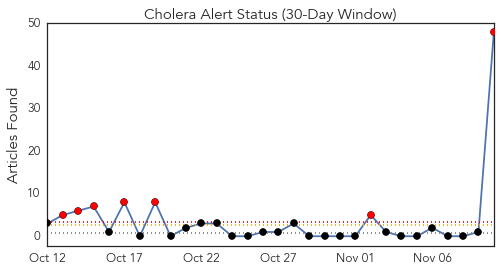 Cholera Alert Status (30-Day Window)
Articles Found
50
40
30
20
10
0
Oct 12
Oct 17
Oct 22
Oct 27
Nov 01
Nov 06